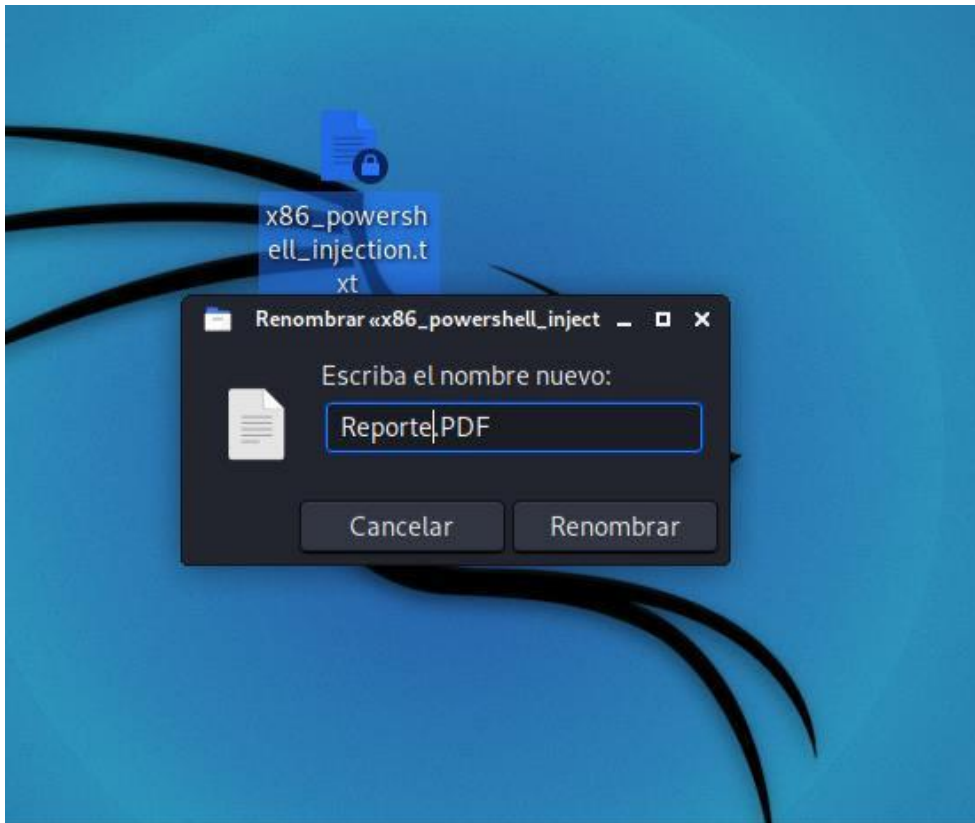 x86_powersh
ell_injection.t
xt
Renombrar «x86_powershell_inject
Escriba el nombre nuevo:
Reporte.PDF
Cancelar Renombrar